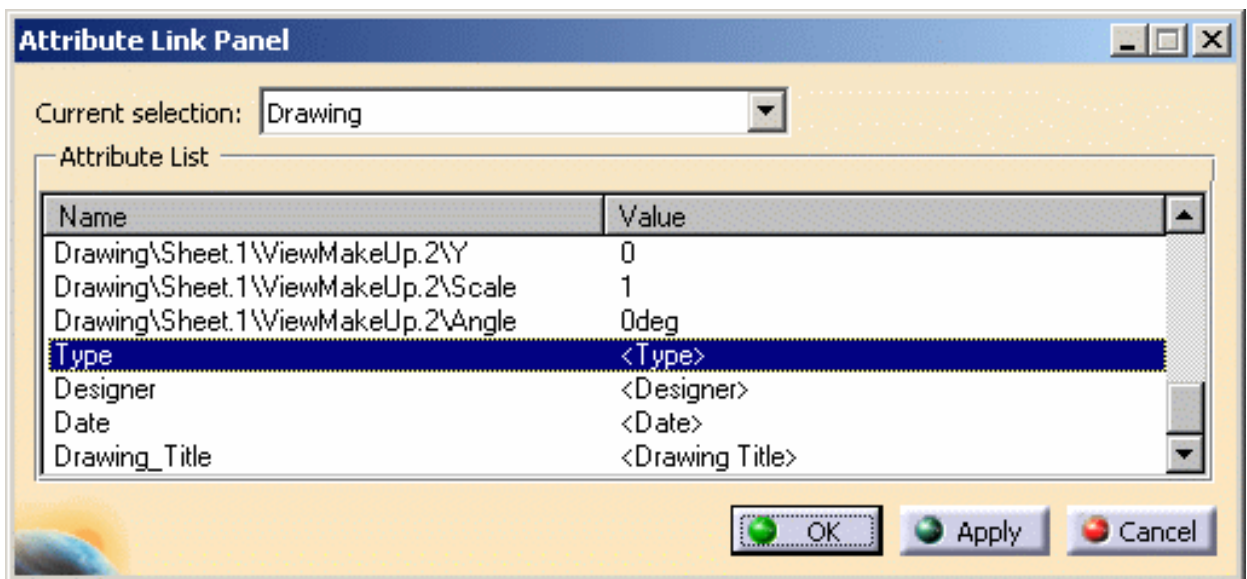 Attribute Link Panel
Current selection: Drawing
Attribute List
Name Value
Drawing\Sheet.1\ViewMakeUp.2\Y 0
Drawing\Sheet.1\ViewMakeUp.2\Scale 1
Drawing\Sheet.1\ViewMakeUp.2\Angle 0deg
Type <Type>
Designer <Designer>
Date <Date>
Drawing_Title <Drawing Title>
OK Apply Cancel